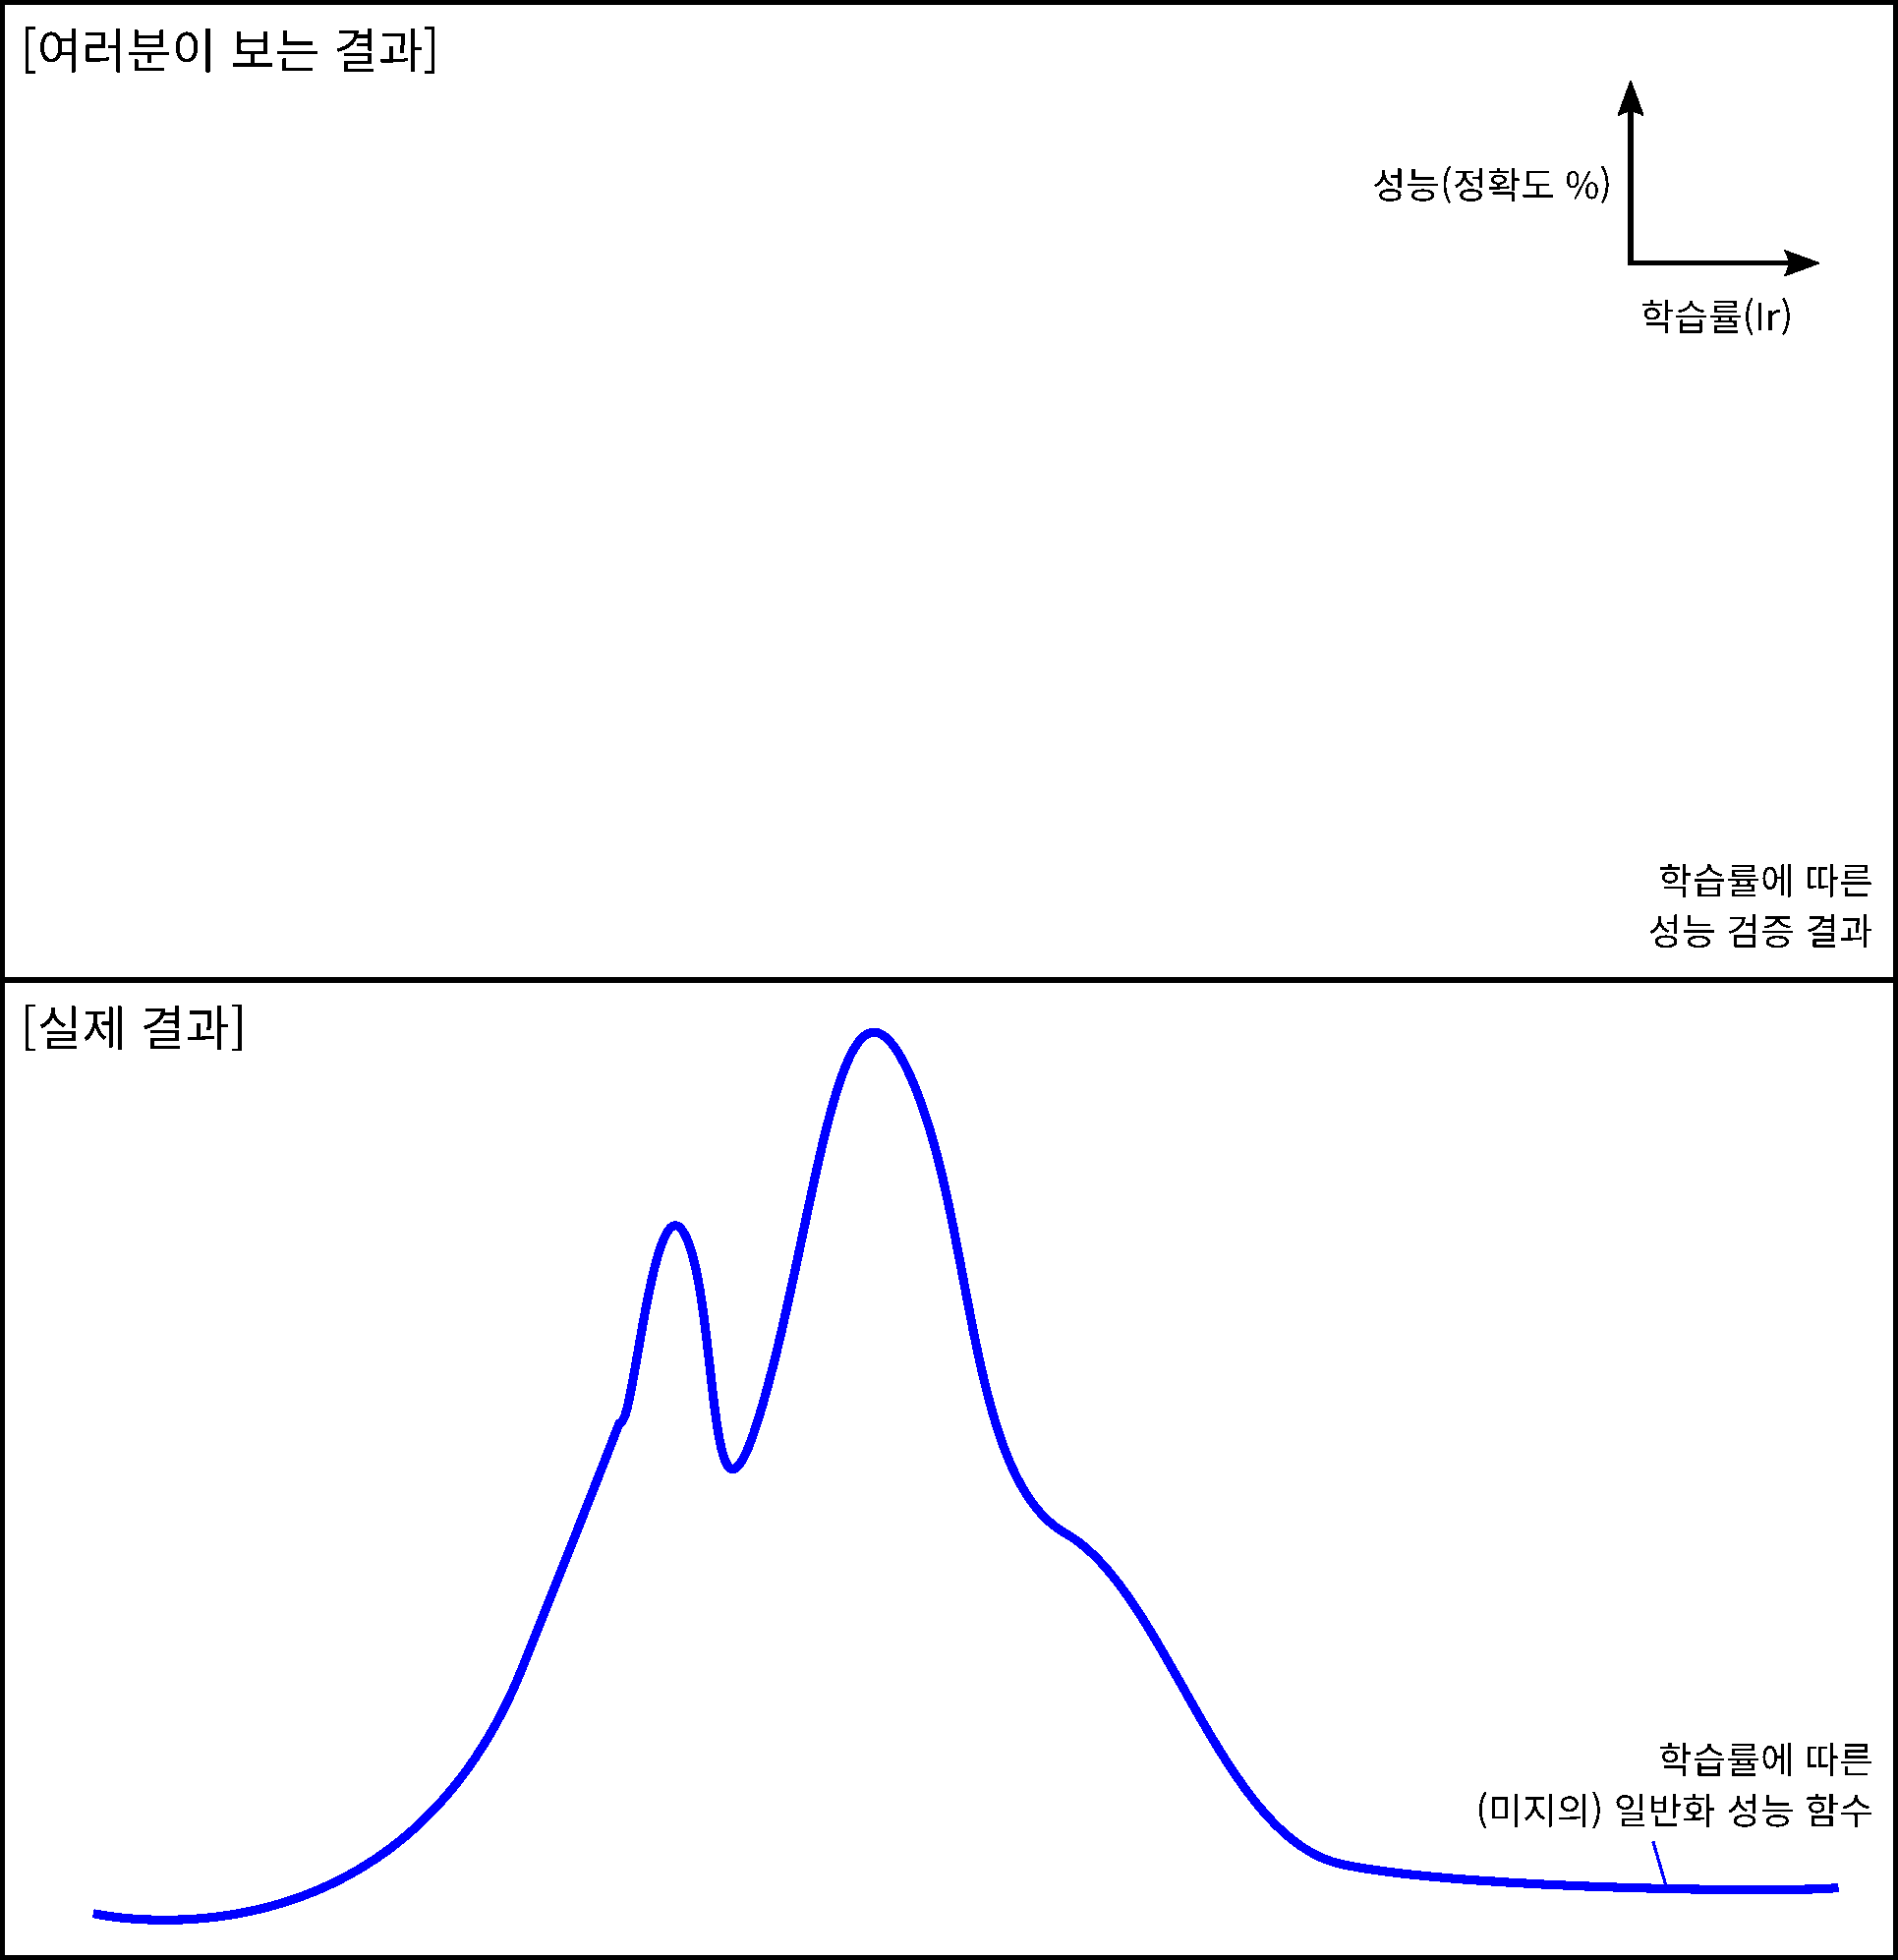 [여러분이 보는 결과]
성능(정확도 %)
학습률(lr)
학습률에 따른
성능 검증 결과
[실제 결과]
학습률에 따른
(미지의) 일반화 성능 함수